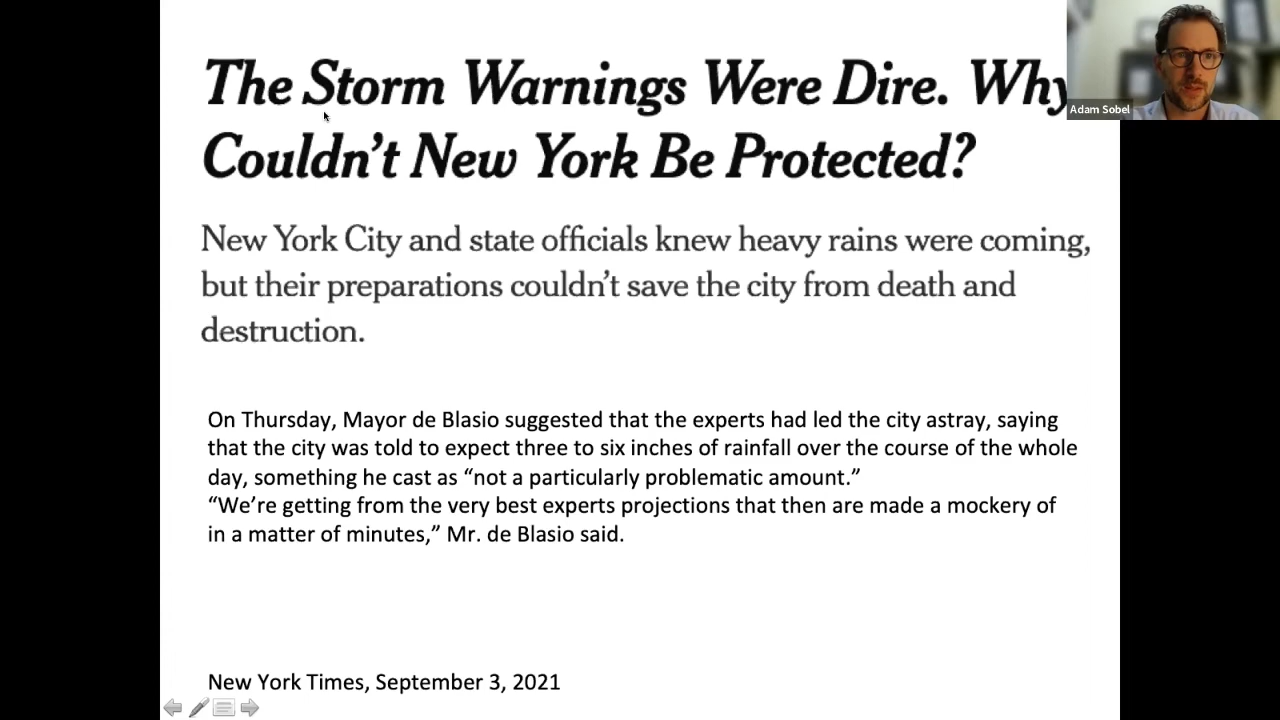 The Storm Warnings Were Dire. Why
Couldn’t New York Be Protected?
Adam Sobel
New York City and state officials knew heavy rains were coming,
but their preparations couldn’t save the city from death and
destruction.
On Thursday, Mayor de Blasio suggested that the experts had led the city astray, saying
that the city was told to expect three to six inches of rainfall over the course of the whole
day, something he cast as “not a particularly problematic amount.”
“We’re getting from the very best experts projections that then are made a mockery of
in a matter of minutes,” Mr. de Blasio said.
New York Times, September 3, 2021